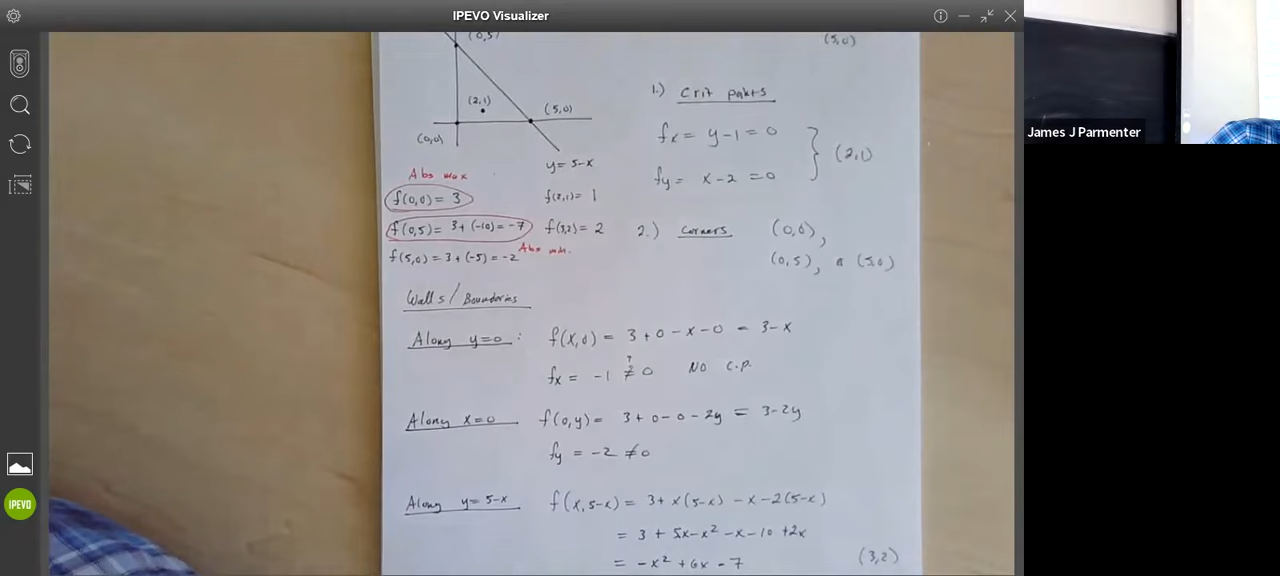 IPEVO Visualizer
(0,5)
(5,0)
(2,1)
(5,0)
(0,0)
y = 5-x
1.) Crit points
fx = y-1 = 0
fy = x-2 = 0
(2,1)
Abs max
f(0,0) = 3
f(2,1) = 1
f(0,5) = 3 + (-10) = -7
f(3,2) = 2
Abs min.
f(5,0) = 3 + (-5) = -2
2.) Corners (0,0),
(0,5), & (5,0)
Walls/Boundaries
Along y=0: f(x,0) = 3+0-x-0 = 3-x
fx = -1 ≠ 0 No c.p.
?
Along x=0 f(0,y) = 3+0-0-2y = 3-2y
fy = -2 ≠ 0
Along y=5-x f(x,5-x) = 3+x(5-x) -x-2(5-x)
= 3 + 5x-x² -x-10 +2x
= -x² +6x -7
(3,2)
James J Parmenter
IPEVO